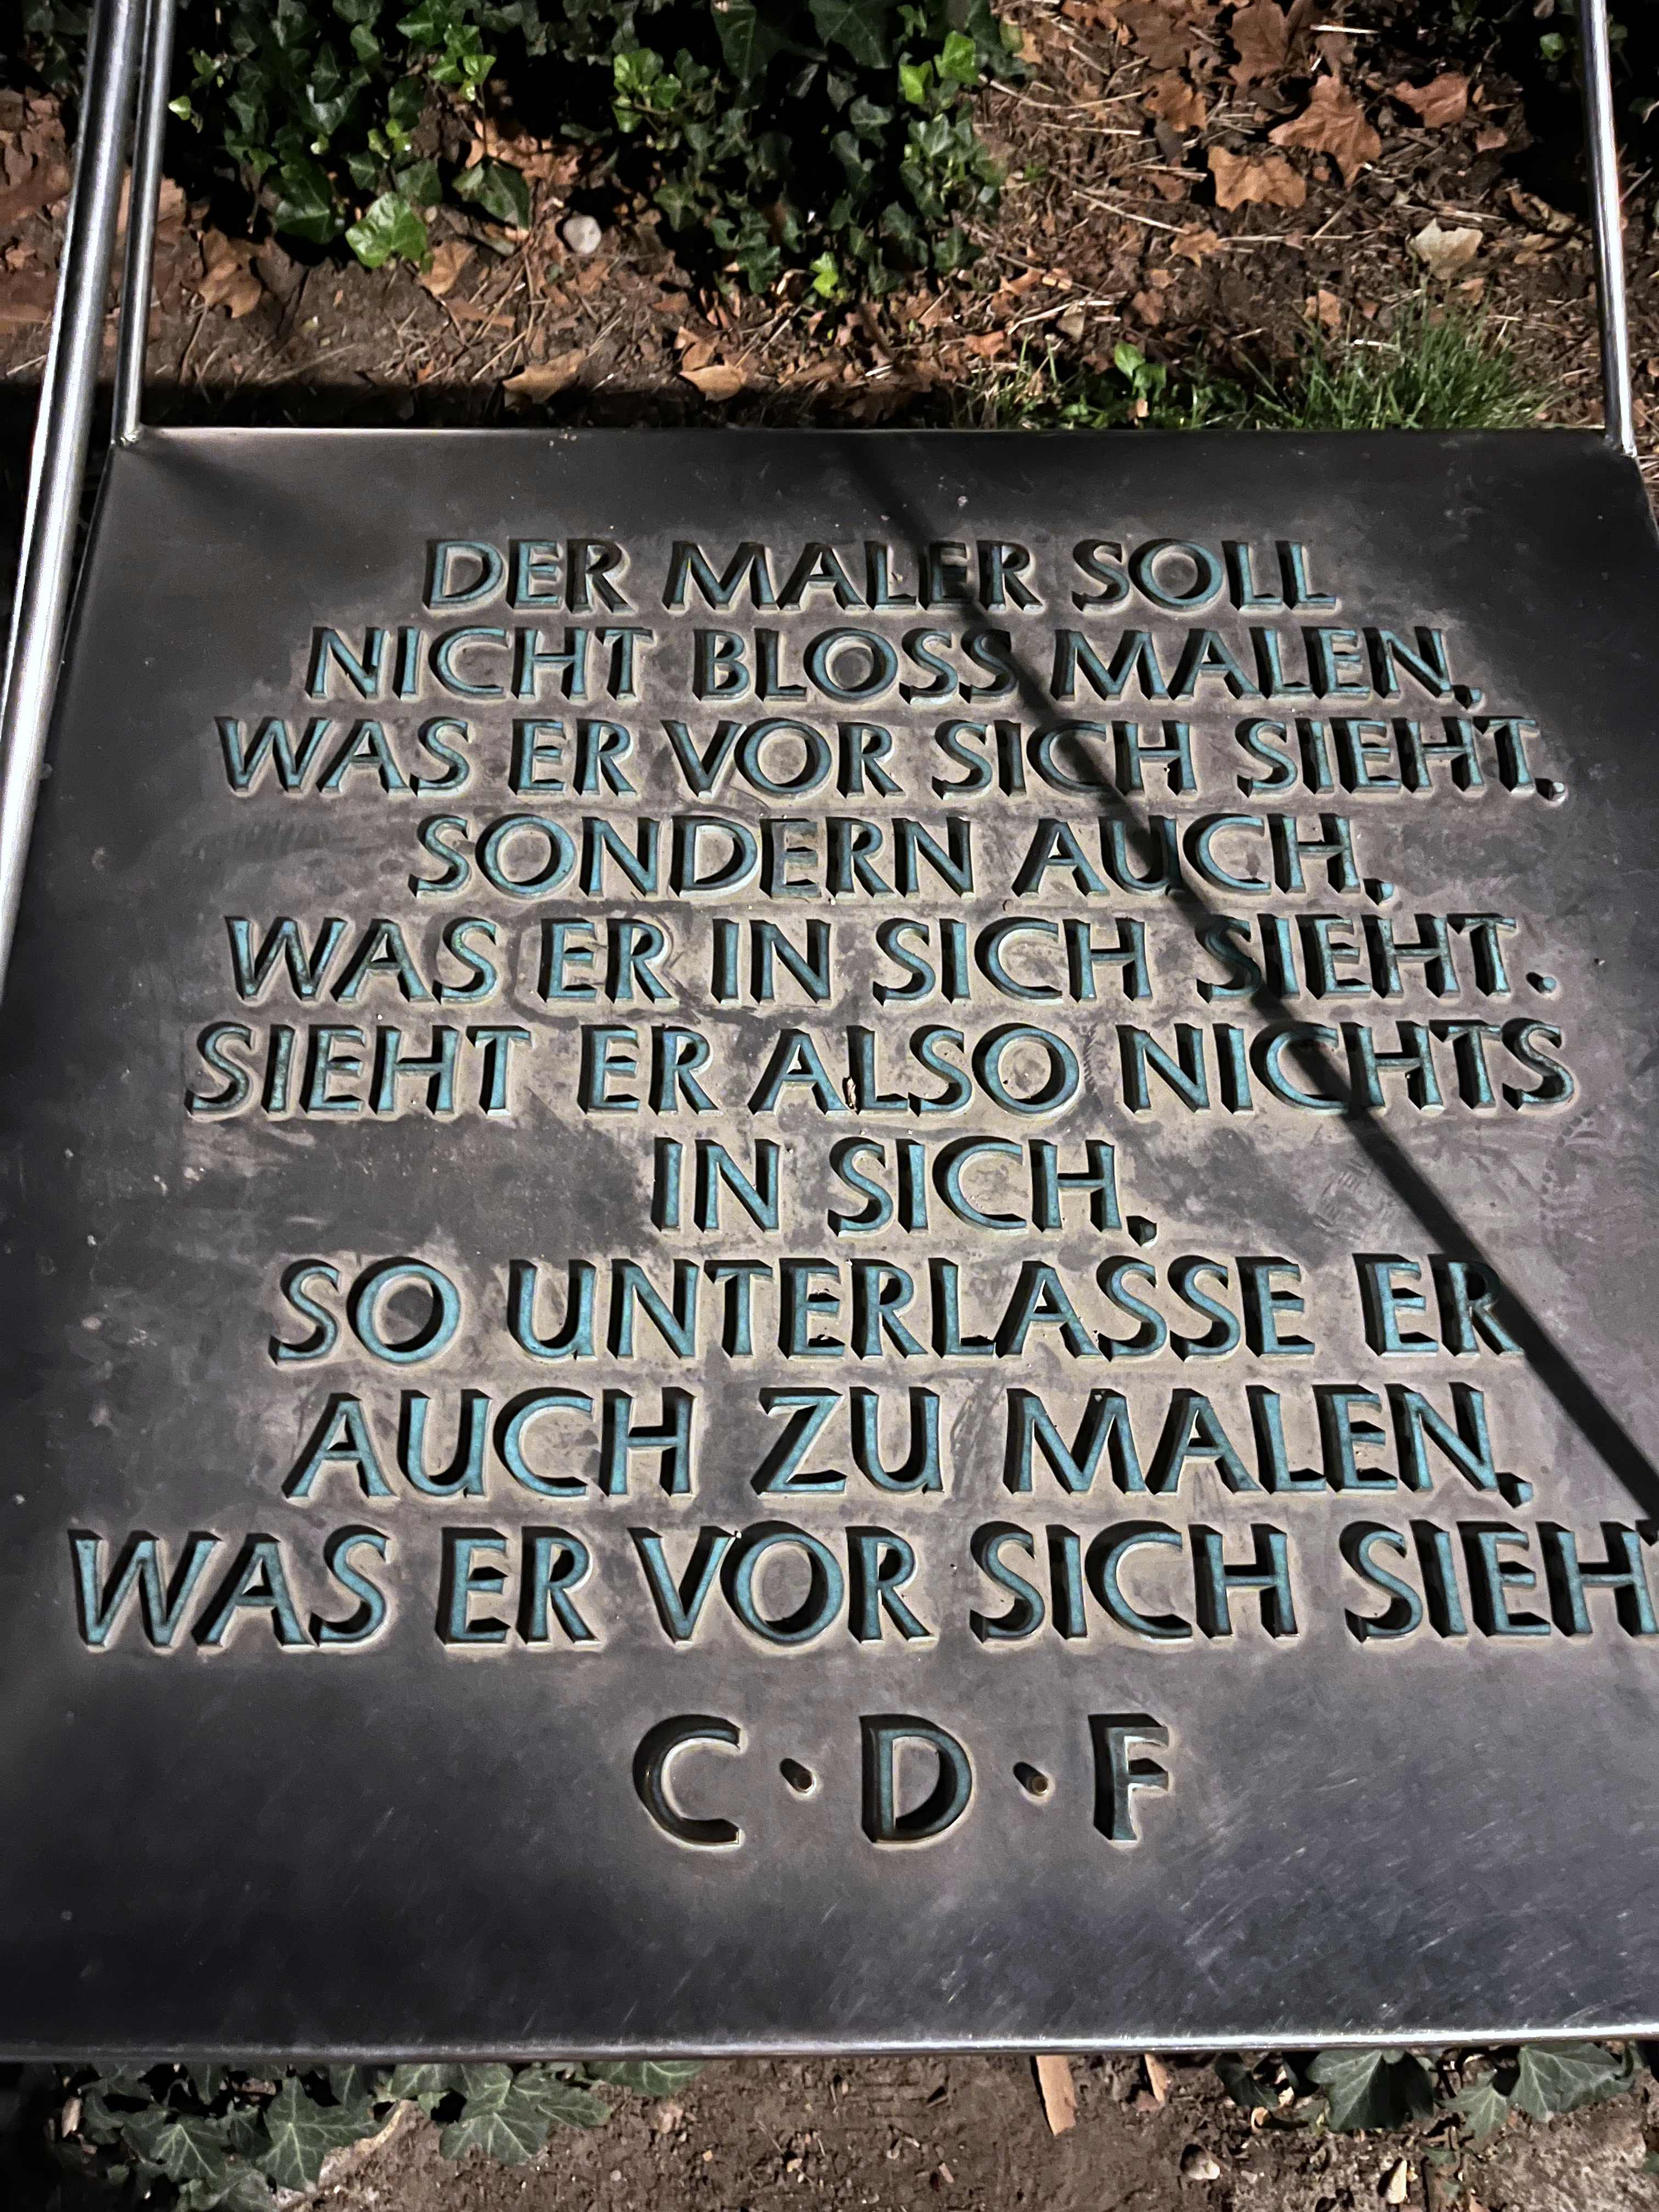 DER MALER SOLL
NICHT BLOSS MALEN,
WAS ER VOR SICH SIEHT,
SONDERN AUCH,
WAS ER IN SICH SIEHT.
SIEHT ER ALSO NICHTS
IN SICH,
SO UNTERLASSE ER
AUCH ZU MALEN,
WAS ER VOR SICH SIEHT
C·D·F